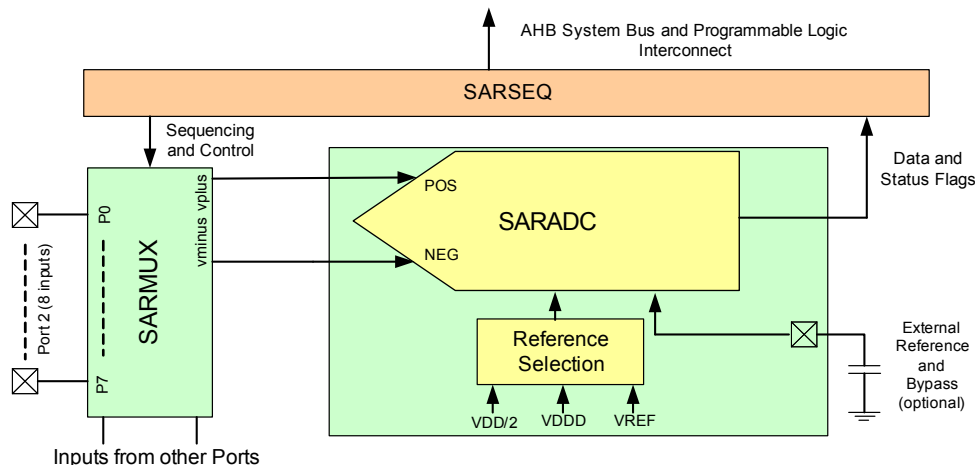 AHB System Bus and Programmable Logic
Interconnect
SARSEQ
Sequencing
and Control
Data and
Status Flags
vminus vplus
POS
P0
SARADC
SARMUX
NEG
Port 2 (8 inputs)
Reference
Selection
External
Reference
and
Bypass
(optional)
P7
VDD/2
VDDD
VREF
Inputs from other Ports